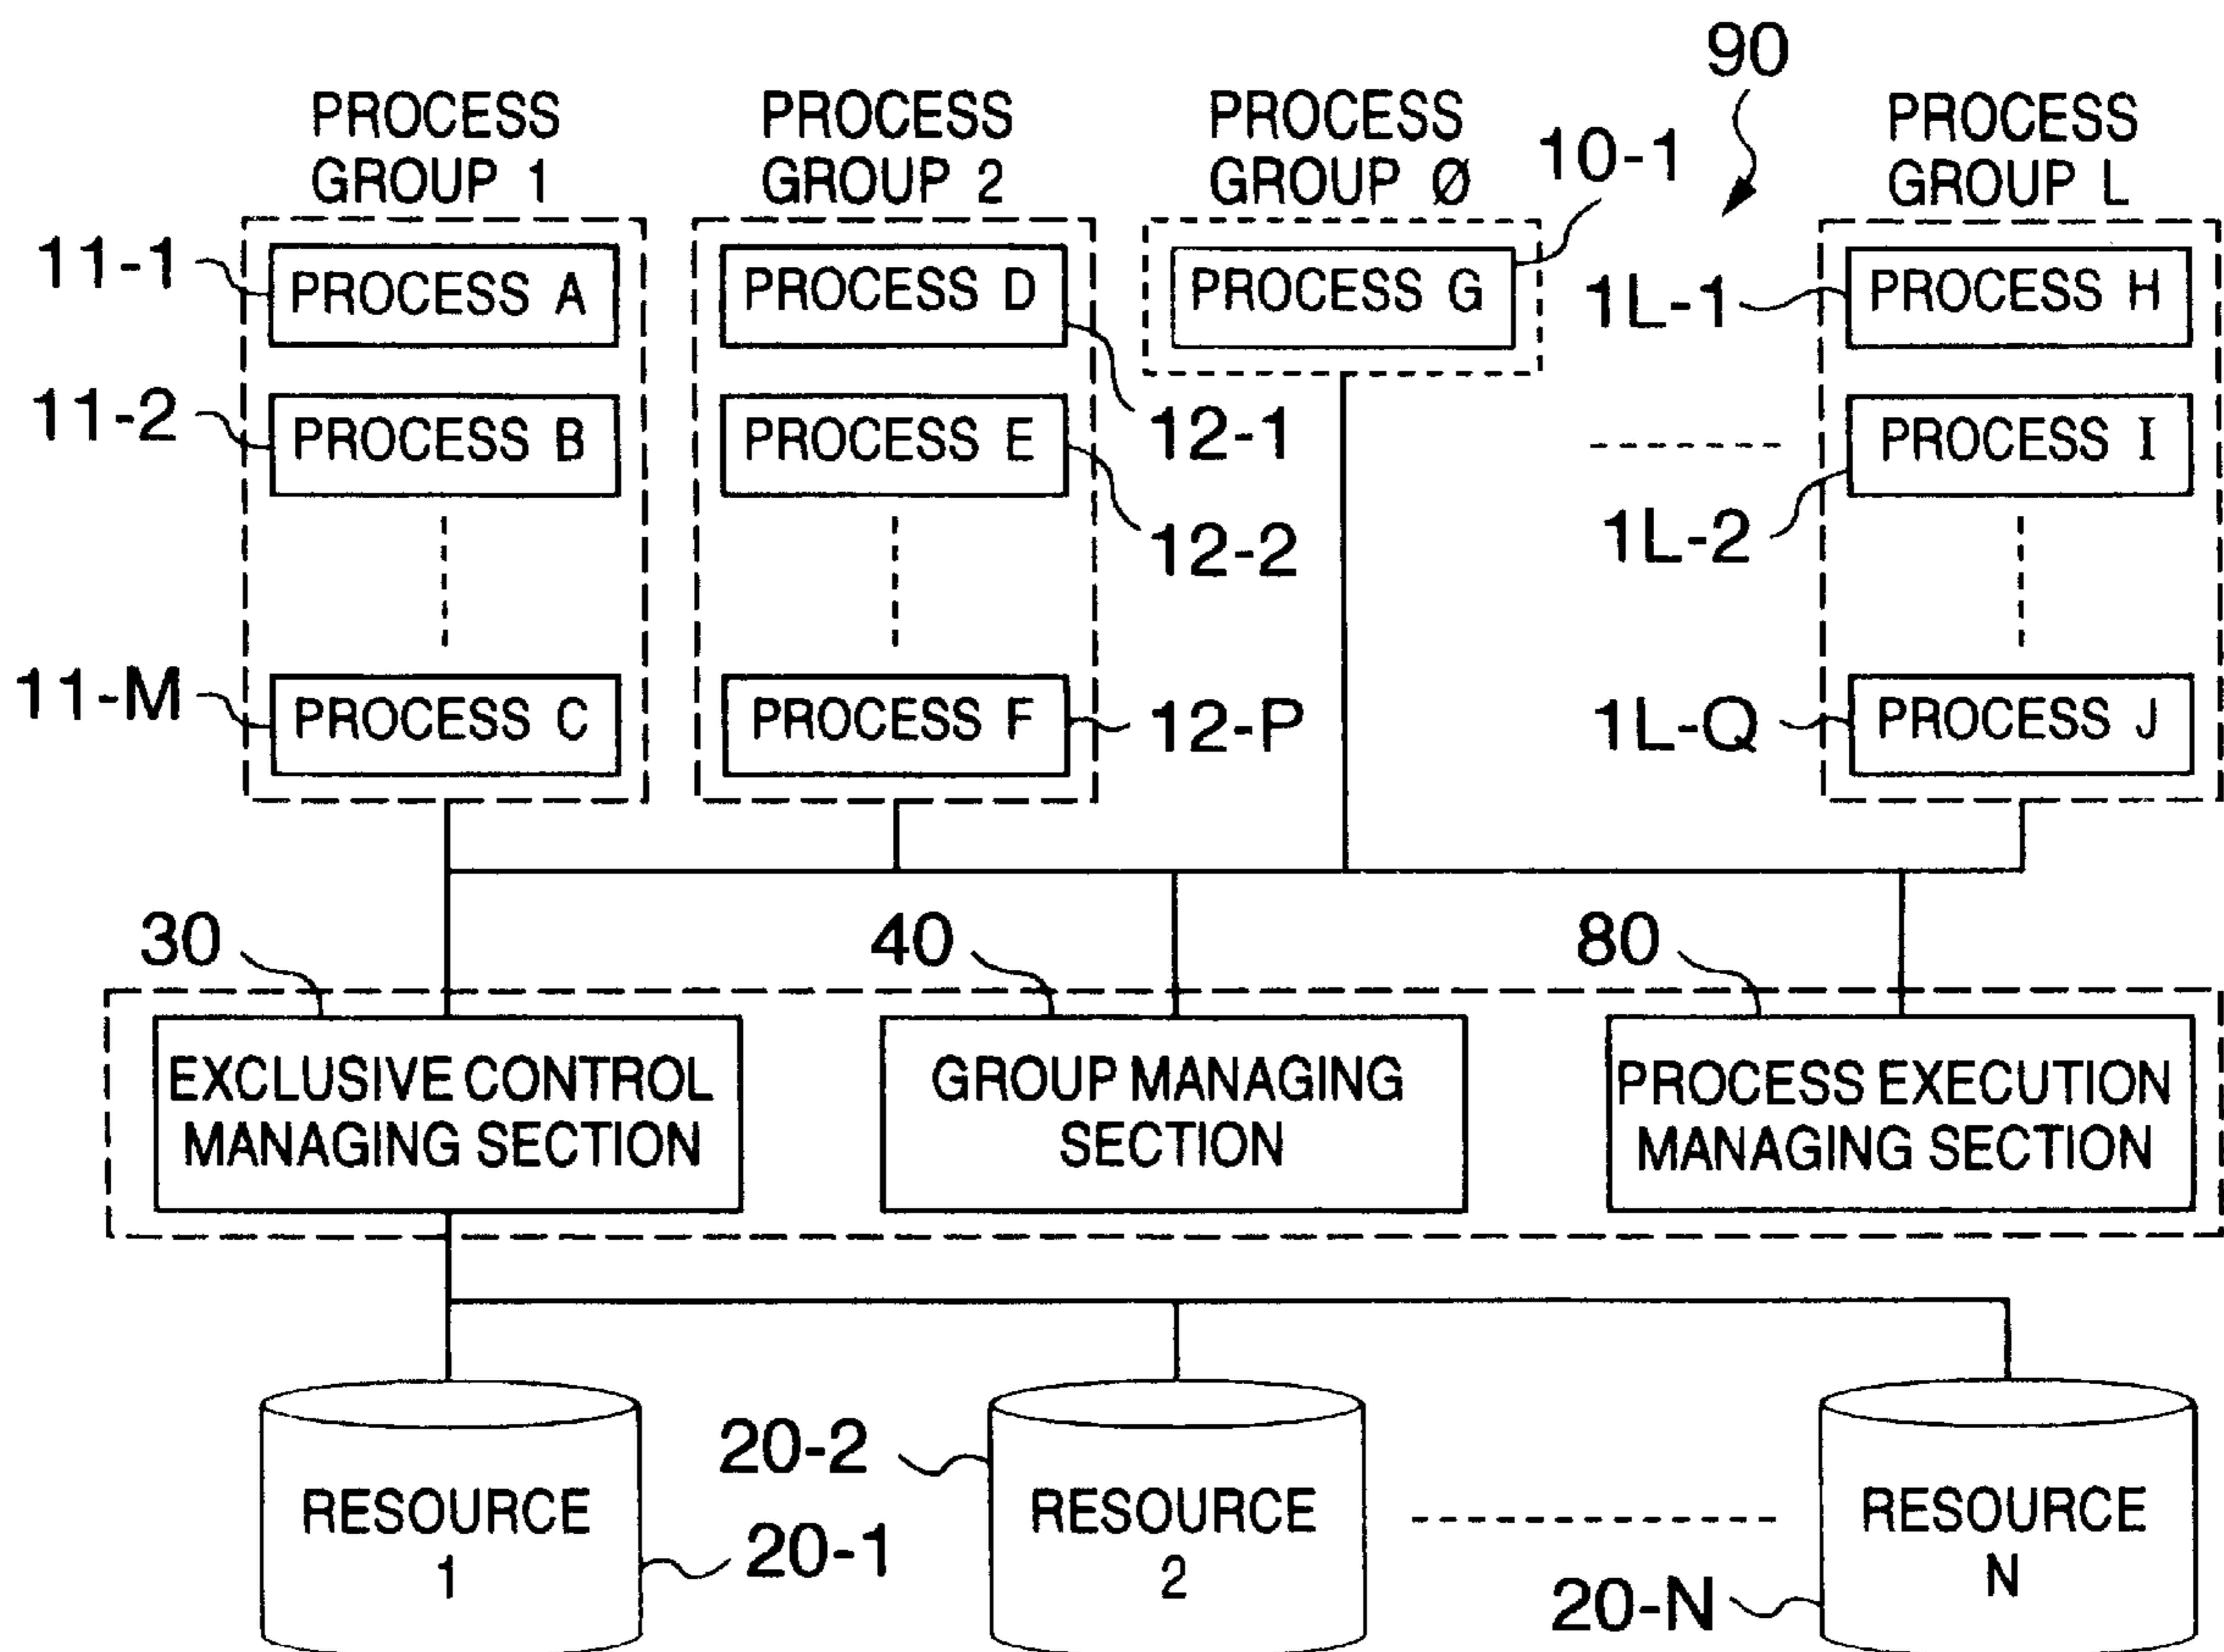 90
PROCESS
GROUP 1
PROCESS
GROUP 2
PROCESS
GROUP Ø
10-1
PROCESS
GROUP L
11-1
PROCESS A
PROCESS D
PROCESS G
1L-1
PROCESS H
11-2
PROCESS B
PROCESS E
12-1
PROCESS I
12-2
1L-2
11-M
PROCESS C
PROCESS F
12-P
1L-Q
PROCESS J
30
40
80
EXCLUSIVE CONTROL
MANAGING SECTION
GROUP MANAGING
SECTION
PROCESS EXECUTION
MANAGING SECTION
RESOURCE
1
20-1
20-2
RESOURCE
2
20-N
RESOURCE
N